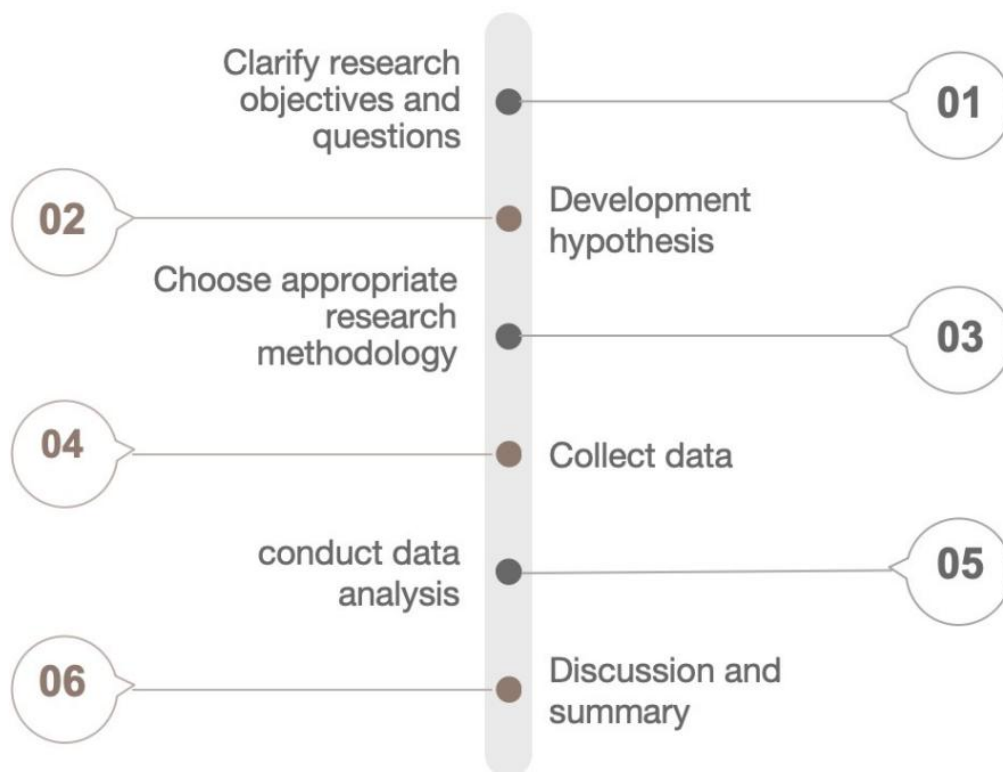 Clarify research
objectives and
questions
01
02
Development
hypothesis
Choose appropriate
research
methodology
03
04
Collect data
conduct data
analysis
05
06
Discussion and
summary